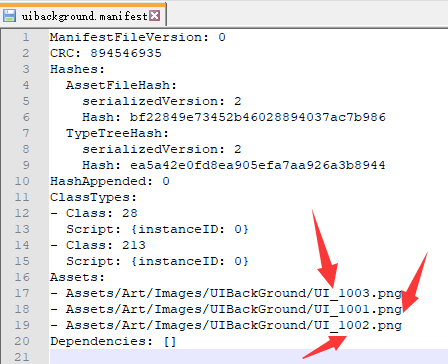 uibackground.manifest
1 ManifestFileVersion: 0
2 CRC: 894546935
3 Hashes:
4   AssetFileHash:
5     serializedVersion: 2
6     Hash: bf22849e73452b46028894037ac7b986
7   TypeTreeHash:
8     serializedVersion: 2
9     Hash: ea5a42e0fd8ea905efa7aa926a3b8944
10 HashAppended: 0
11 ClassTypes:
12 - Class: 28
13   Script: {instanceID: 0}
14 - Class: 213
15   Script: {instanceID: 0}
16 Assets:
17 - Assets/Art/Images/UIBackGround/UI_1003.png
18 - Assets/Art/Images/UIBackGround/UI_1001.png
19 - Assets/Art/Images/UIBackGround/UI_1002.png
20 Dependencies: []
21